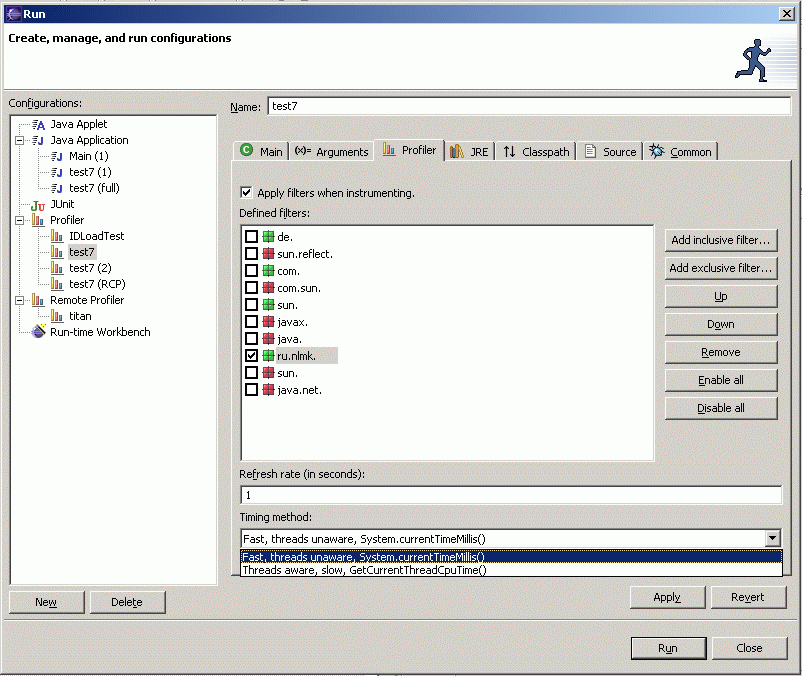 Run
Create, manage, and run configurations
Configurations:
Java Applet
Java Application
Main (1)
test7 (1)
test7 (full)
JUnit
Profiler
IDLoadTest
test7
test7 (2)
test7 (RCP)
Remote Profiler
titan
Run-time Workbench
New
Delete
Name:
test7
Main
(x)= Arguments
Profiler
JRE
Classpath
Source
Common
Apply filters when instrumenting.
Defined filters:
de.
sun.reflect.
com.
com.sun.
sun.
javax.
java.
ru.nlmk.
sun.
java.net.
Add inclusive filter...
Add exclusive filter...
Up
Down
Remove
Enable all
Disable all
Refresh rate (in seconds):
1
Timing method:
Fast, threads unaware, System.currentTimeMillis()
Fast, threads unaware, System.currentTimeMillis()
Threads aware, slow, GetCurrentThreadCpuTime()
Apply
Revert
Run
Close